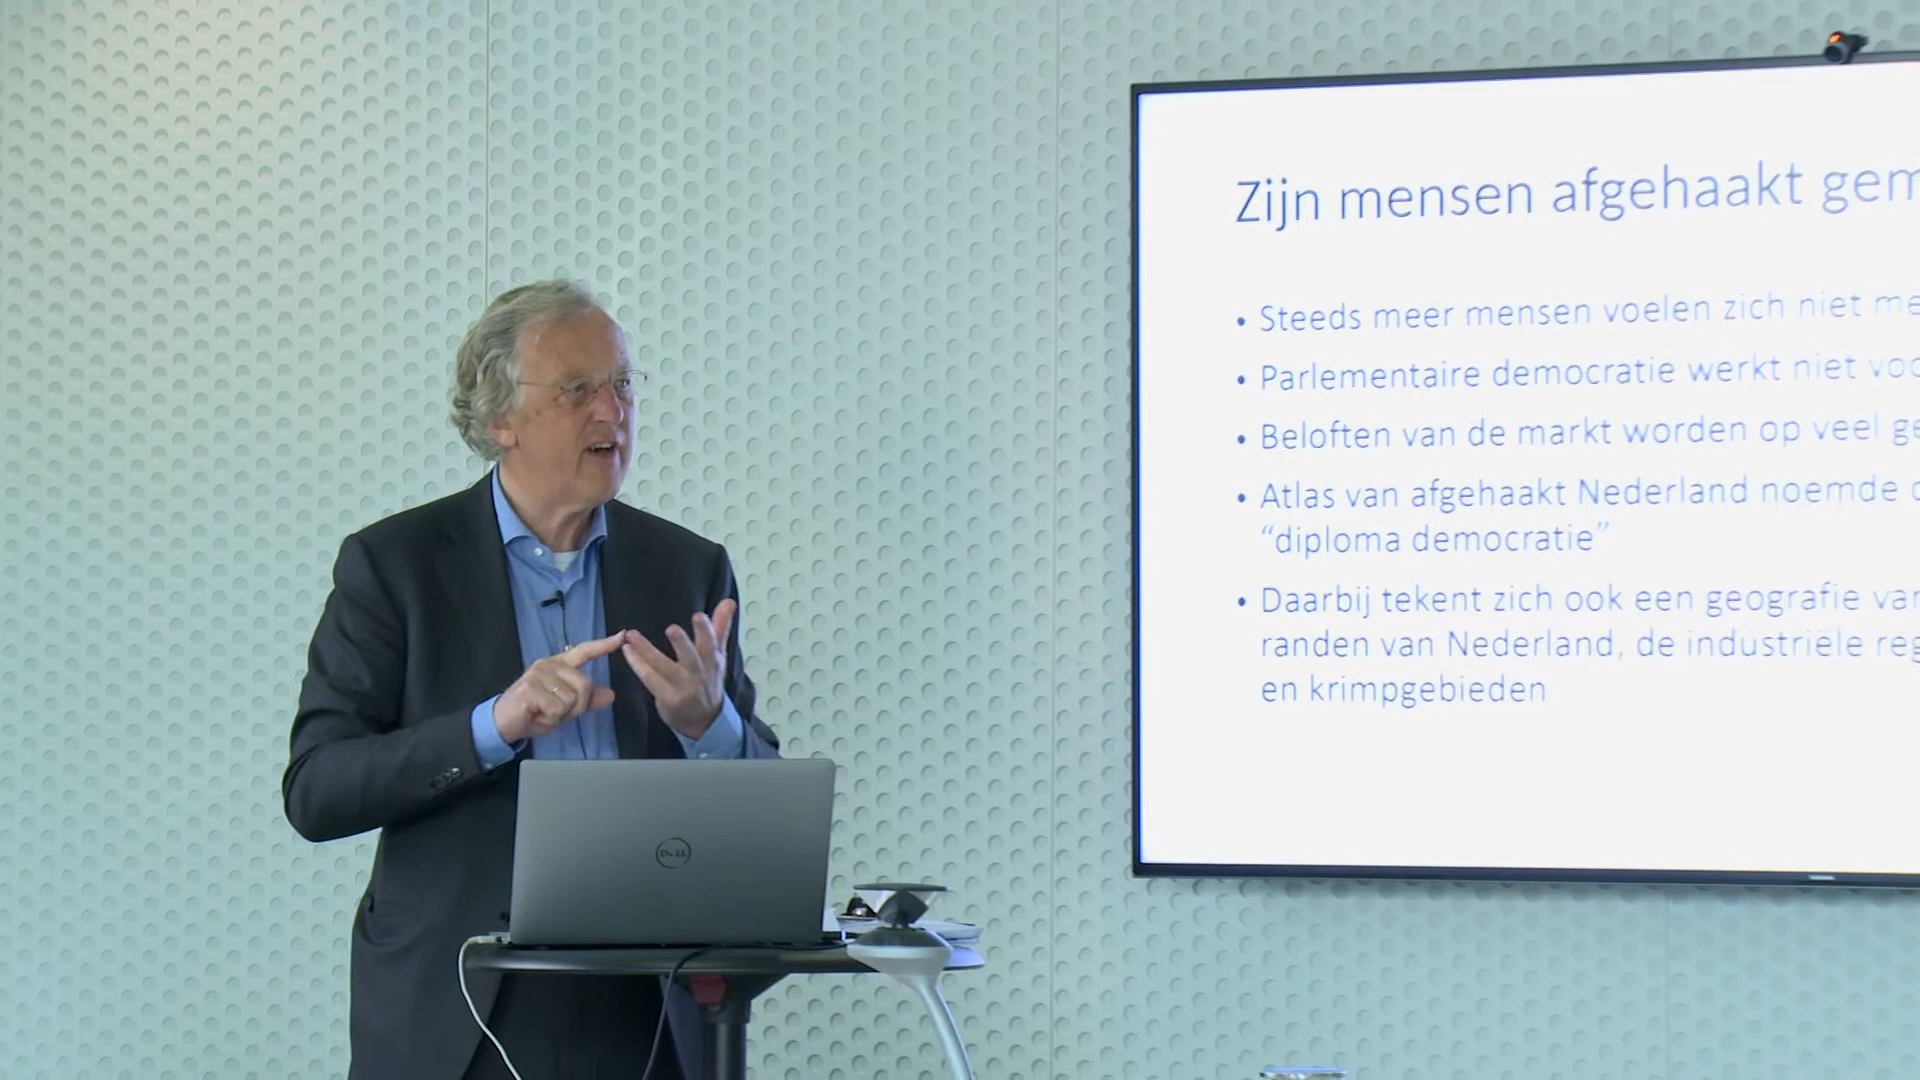 Zijn mensen afgehaakt gem
• Steeds meer mensen voelen zich niet me
• Parlementaire democratie werkt niet voo
• Beloften van de markt worden op veel ge
• Atlas van afgehaakt Nederland noemde d
“diploma democratie”
• Daarbij tekent zich ook een geografie van
randen van Nederland, de industriële reg
en krimpgebieden
DELL